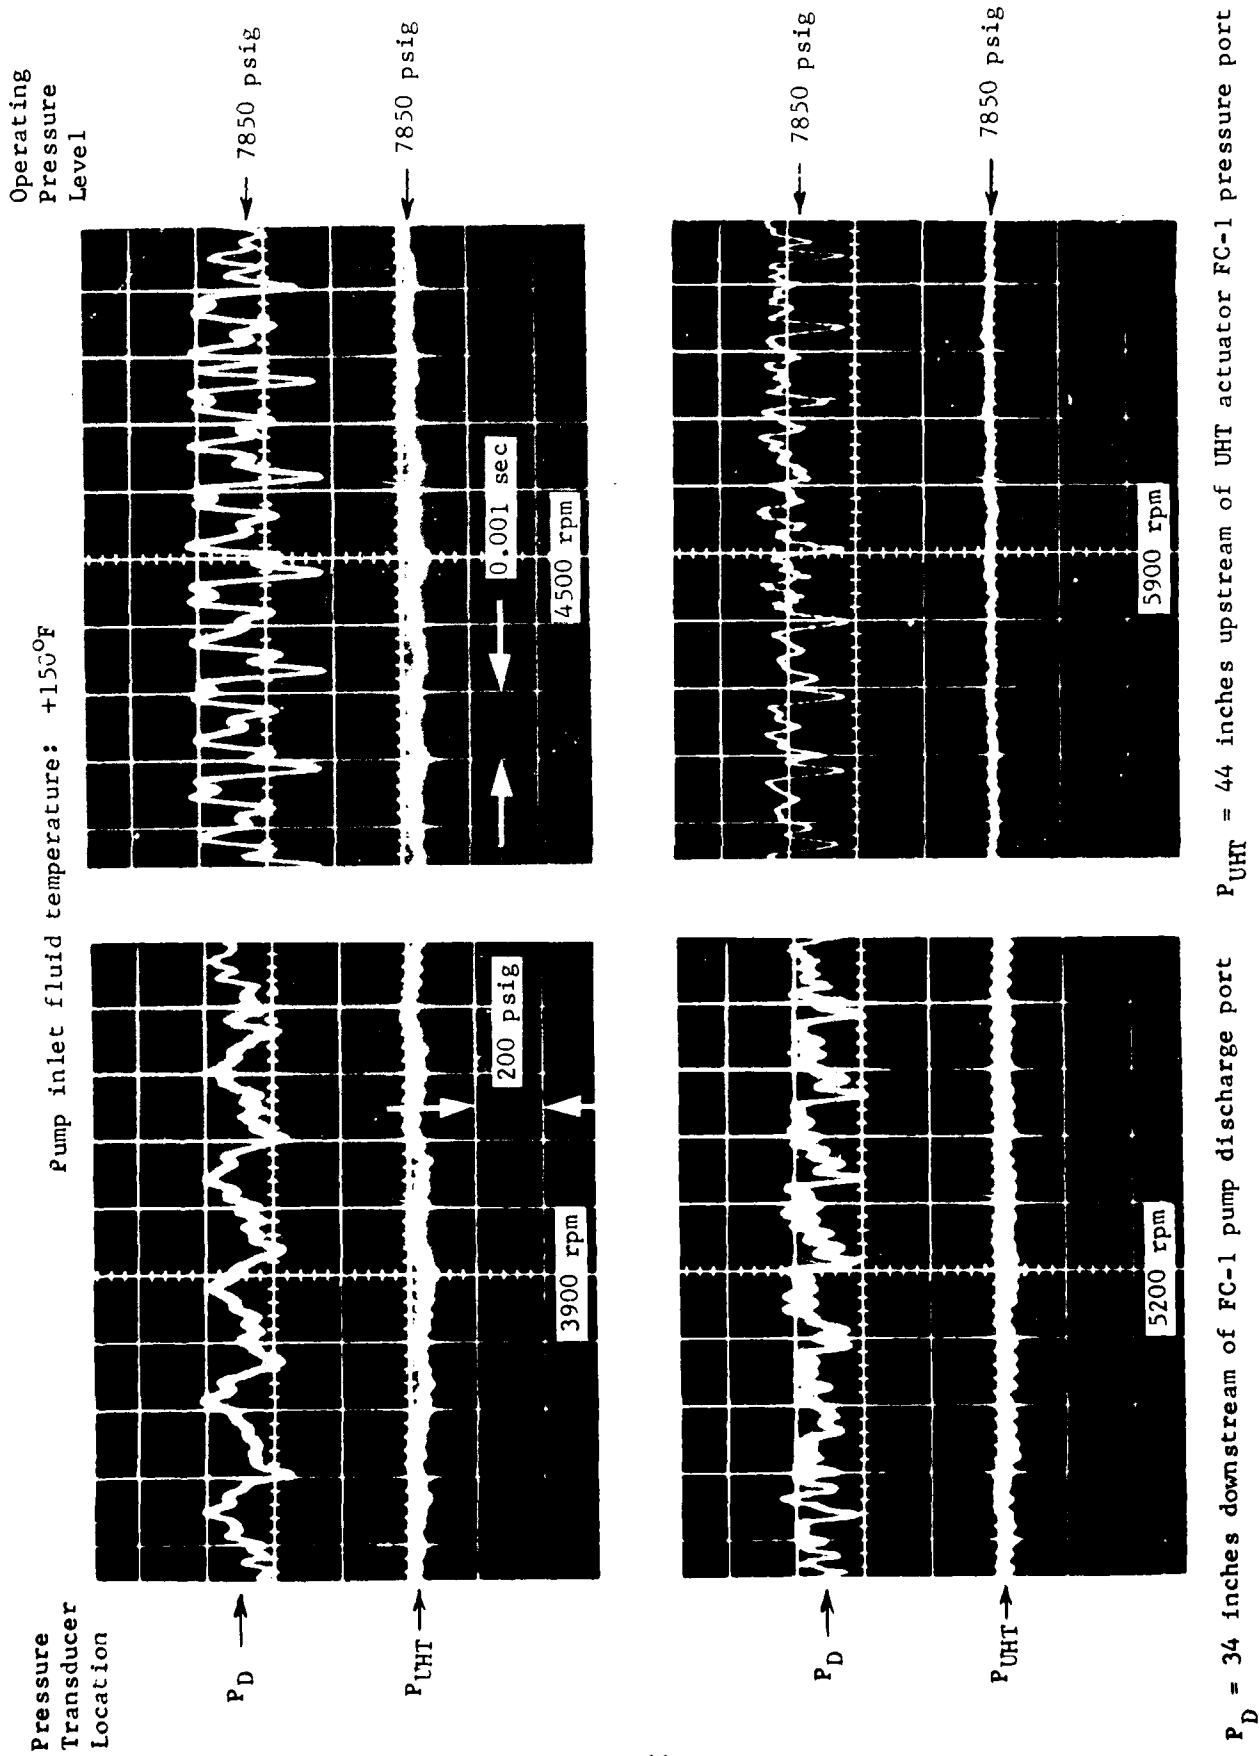 Pump inlet fluid temperature: +150°F
Pressure
Transducer
Location
Operating
Pressure
Level
P_D
P_UHT
200 psig
3900 rpm
0.001 sec
4500 rpm
7850 psig
7850 psig
P_D
P_UHT
5200 rpm
5900 rpm
7850 psig
7850 psig
P_D = 34 inches downstream of FC-1 pump discharge port
P_UHT = 44 inches upstream of UHT actuator FC-1 pressure port